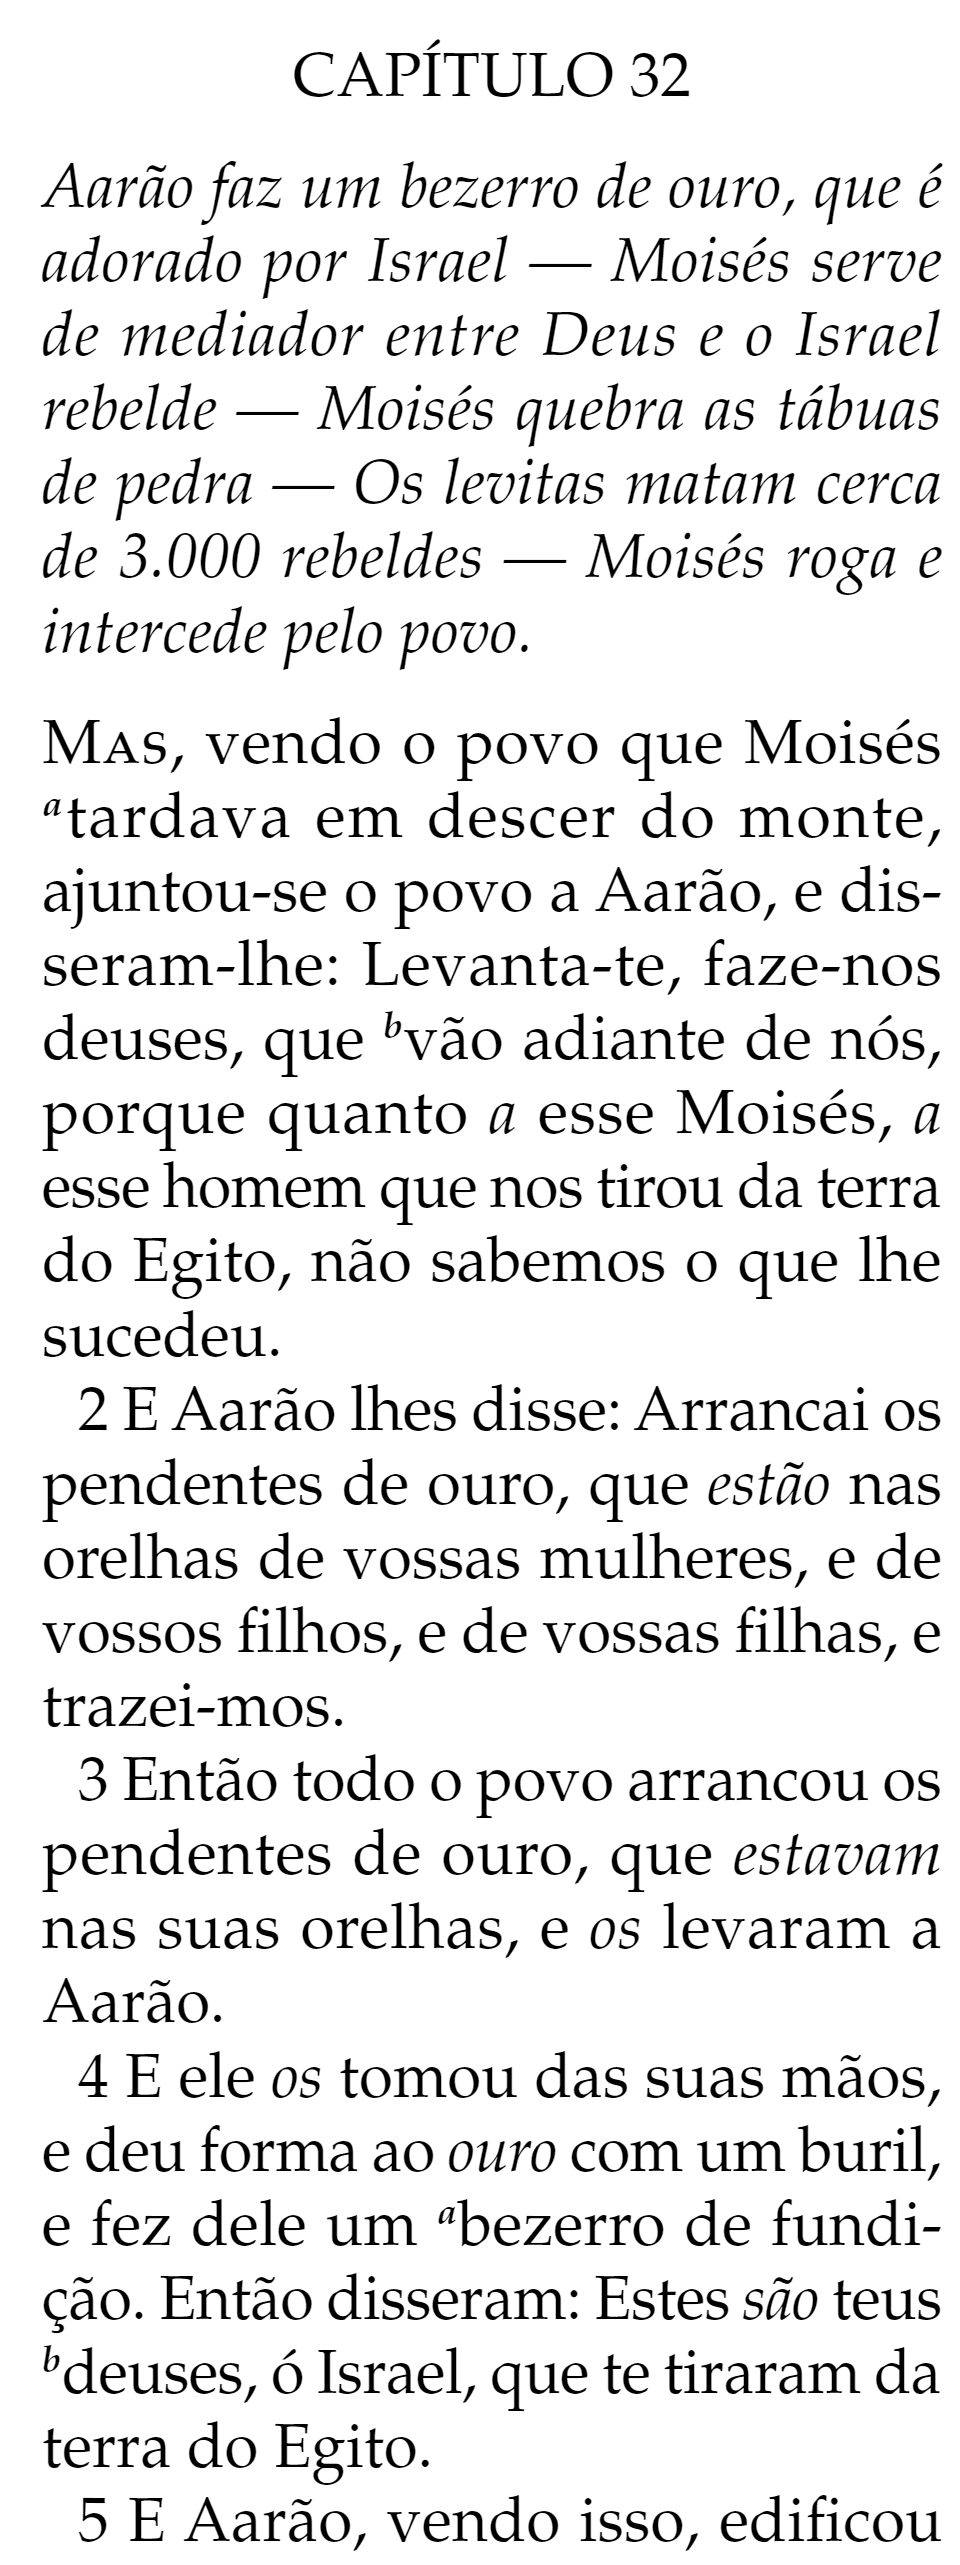 CAPÍTULO 32
Aarão faz um bezerro de ouro, que é
adorado por Israel — Moisés serve
de mediador entre Deus e o Israel
rebelde — Moisés quebra as tábuas
de pedra — Os levitas matam cerca
de 3.000 rebeldes — Moisés roga e
intercede pelo povo.
MAS, vendo o povo que Moisés
ᵃtardava em descer do monte,
ajuntou-se o povo a Aarão, e dis-
seram-lhe: Levanta-te, faze-nos
deuses, que ᵇvão adiante de nós,
porque quanto a esse Moisés, a
esse homem que nos tirou da terra
do Egito, não sabemos o que lhe
sucedeu.
2 E Aarão lhes disse: Arrancai os
pendentes de ouro, que estão nas
orelhas de vossas mulheres, e de
vossos filhos, e de vossas filhas, e
trazei-mos.
3 Então todo o povo arrancou os
pendentes de ouro, que estavam
nas suas orelhas, e os levaram a
Aarão.
4 E ele os tomou das suas mãos,
e deu forma ao ouro com um buril,
e fez dele um ᵃbezerro de fundi-
ção. Então disseram: Estes são teus
ᵇdeuses, ó Israel, que te tiraram da
terra do Egito.
5 E Aarão, vendo isso, edificou